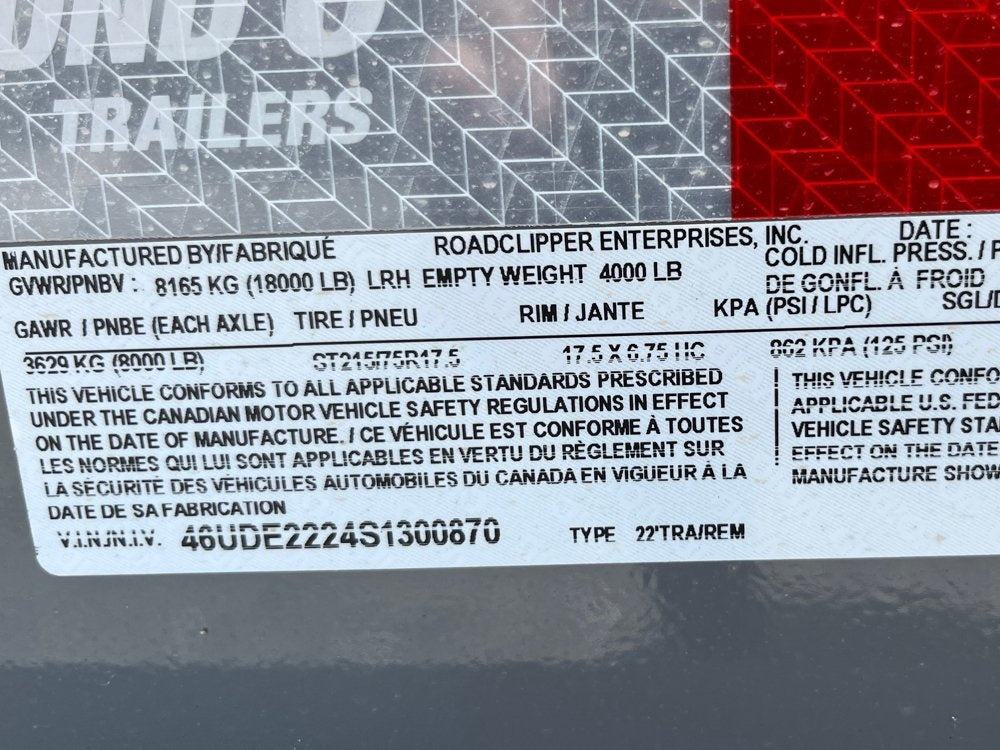 TRAILERS
MANUFACTURED BY/FABRIQUÉ ROADCLIPPER ENTERPRISES, INC. DATE :
GVWR/PNBV : 8165 KG (18000 LB) LRH EMPTY WEIGHT 4000 LB COLD INFL. PRESS. /
DE GONFL. À FROID
GAWR / PNBE (EACH AXLE) TIRE / PNEU RIM / JANTE KPA (PSI / LPC) SGL/D
3629 KG (8000 LB) ST215/75R17.5 17.5 X 6.75 HC 862 KPA (125 PSI)
THIS VEHICLE CONFORMS TO ALL APPLICABLE STANDARDS PRESCRIBED
UNDER THE CANADIAN MOTOR VEHICLE SAFETY REGULATIONS IN EFFECT
ON THE DATE OF MANUFACTURE. / CE VÉHICULE EST CONFORME À TOUTES
LES NORMES QUI LUI SONT APPLICABLES EN VERTU DU RÈGLEMENT SUR
LA SÉCURITÉ DES VÉHICULES AUTOMOBILES DU CANADA EN VIGUEUR À LA
DATE DE SA FABRICATION
THIS VEHICLE CONFO
APPLICABLE U.S. FED
VEHICLE SAFETY STA
EFFECT ON THE DATE
MANUFACTURE SHOW
V.I.N./N.I.V. 46UDE2224S1300870 TYPE 22'TRA/REM